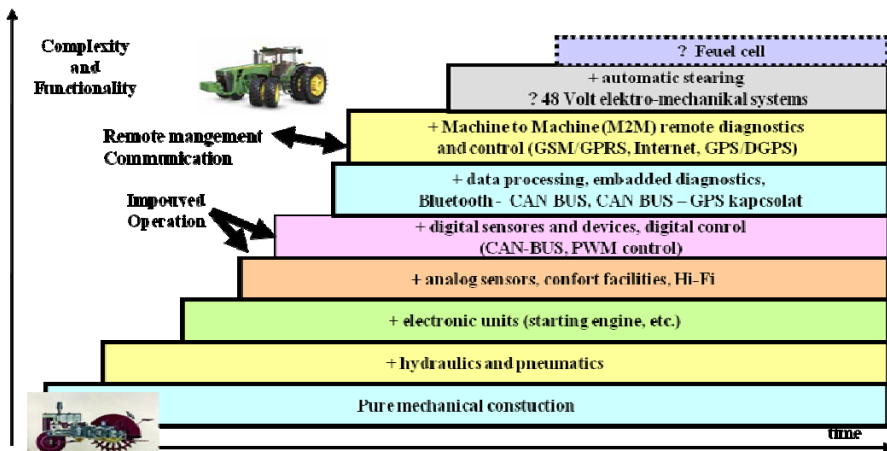 Complexity
and
Functionality
? Feuel cell
+ automatic stearing
? 48 Volt elektro-mechanikal systems
Remote mangement
Communication
+ Machine to Machine (M2M) remote diagnostics
and control (GSM/GPRS, Internet, GPS/DGPS)
+ data processing, embadded diagnostics,
Bluetooth - CAN BUS, CAN BUS – GPS kapcsolat
Impouved
Operation
+ digital sensores and devices, digital conrol
(CAN-BUS, PWM control)
+ analog sensors, confort facilities, Hi-Fi
+ electronic units (starting engine, etc.)
+ hydraulics and pneumatics
Pure mechanical constuction
time